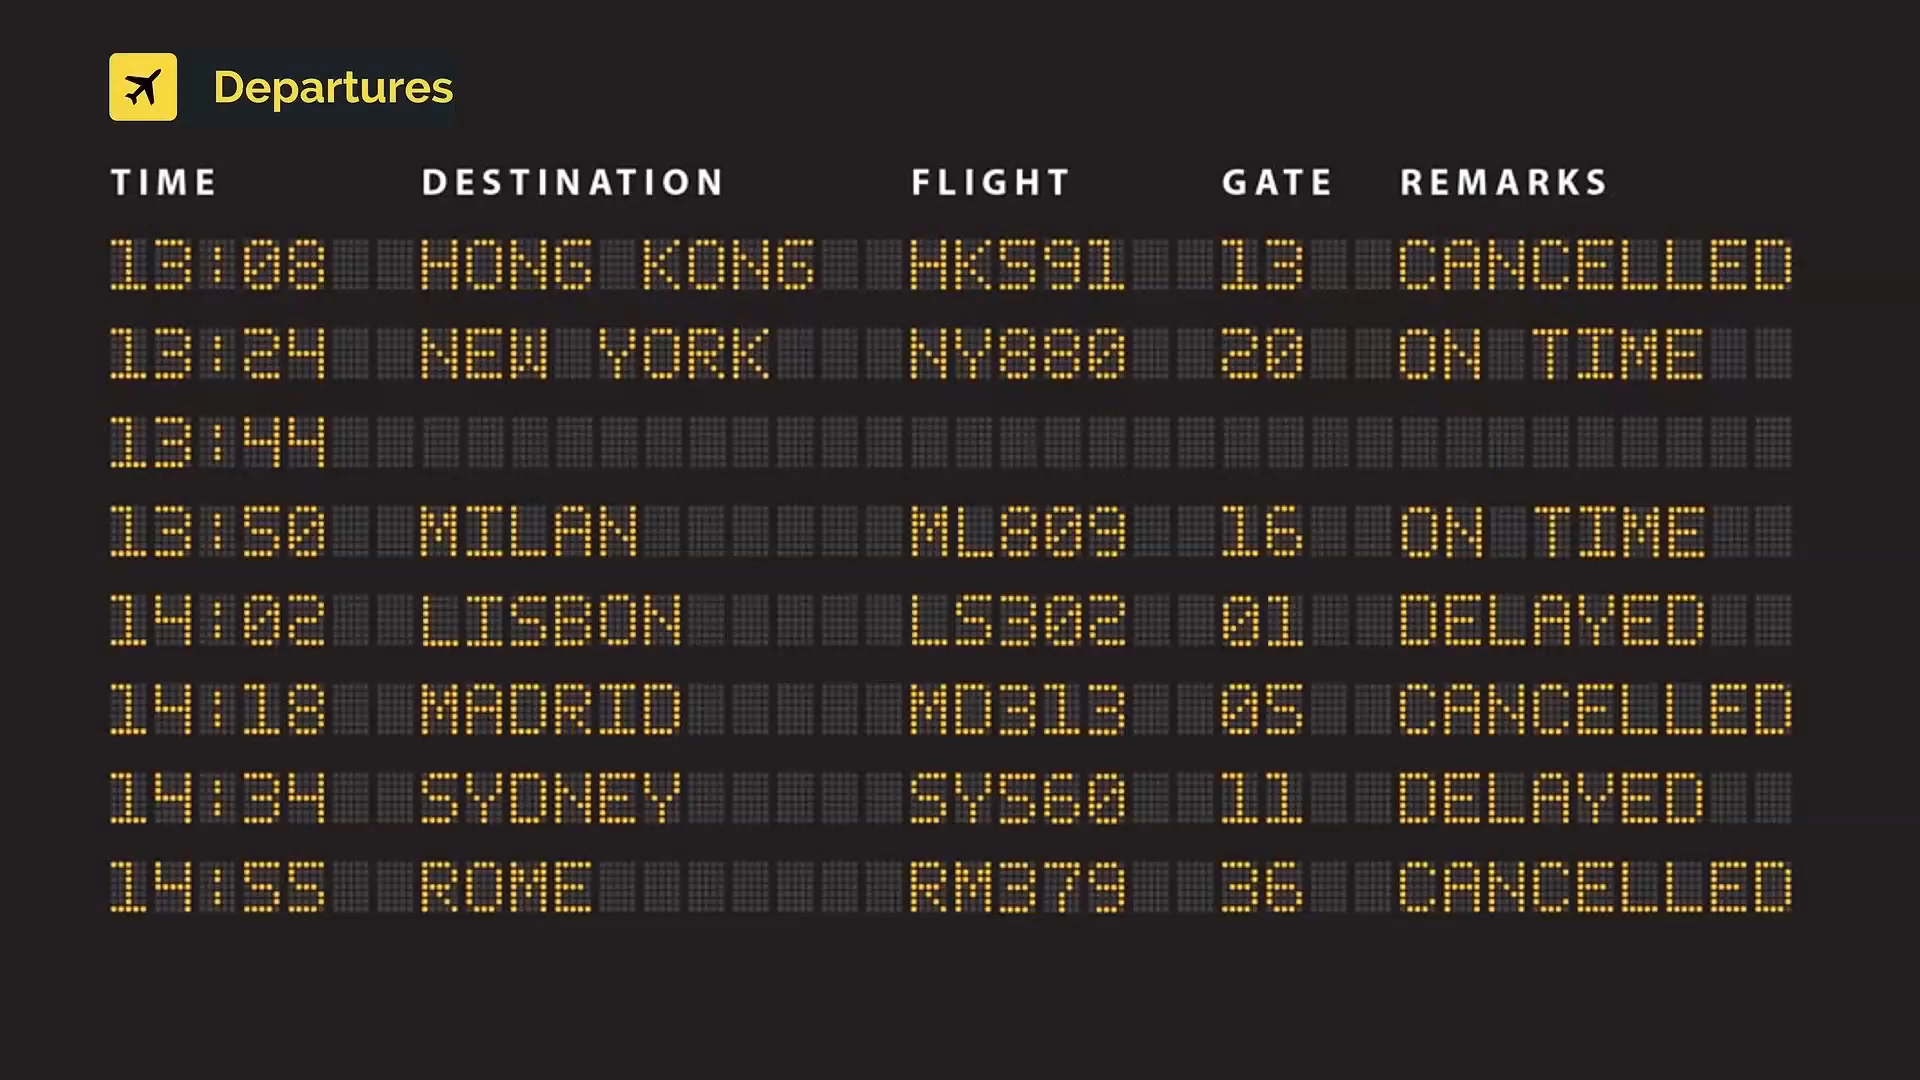 Departures
TIME DESTINATION FLIGHT GATE REMARKS
13:08 HONG KONG HK591 13 CANCELLED
13:24 NEW YORK NY880 20 ON TIME
13:44
13:50 MILAN ML809 16 ON TIME
14:02 LISBON LS302 01 DELAYED
14:18 MADRID MD313 05 CANCELLED
14:34 SYDNEY SY560 11 DELAYED
14:55 ROME RM379 36 CANCELLED